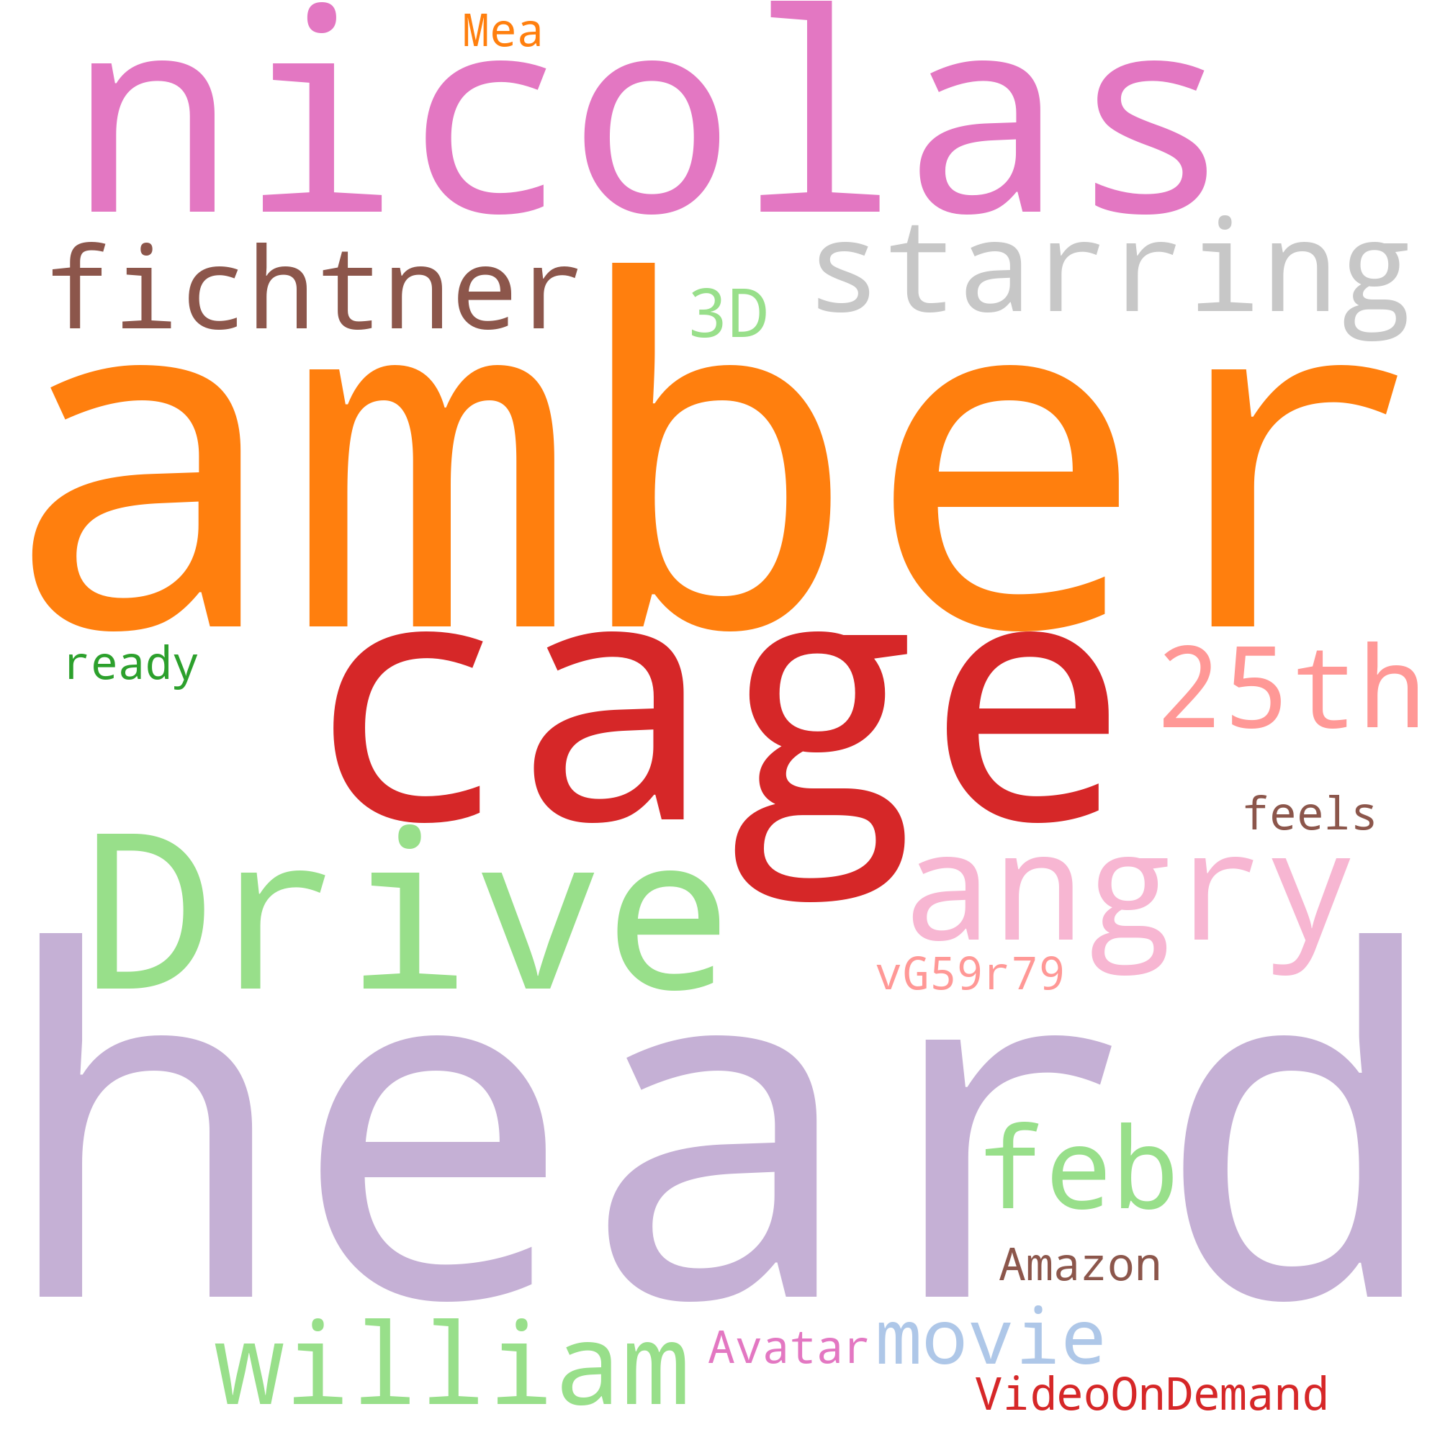 Mea
nicolas
starring
fichtner
3D
amber
ready
cage
25th
feels
Drive
angry
vG59r79
heard
feb
Amazon
william
Avatar
movie
VideoOnDemand